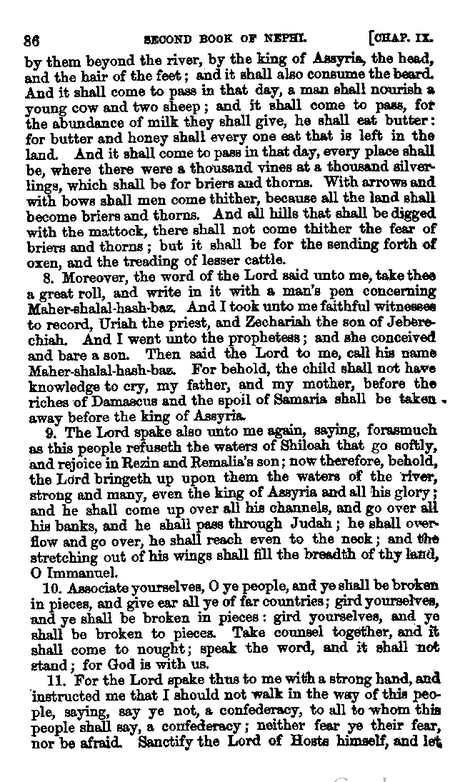 86 SECOND BOOK OF NEPHI. [CHAP. IX.
by them beyond the river, by the king of Assyria, the head,
and the hair of the feet; and it shall also consume the beard.
And it shall come to pass in that day, a man shall nourish a
young cow and two sheep; and it shall come to pass, for
the abundance of milk they shall give, he shall eat butter:
for butter and honey shall every one eat that is left in the
land. And it shall come to pass in that day, every place shall
be, where there were a thousand vines at a thousand silver-
lings, which shall be for briers and thorns. With arrows and
with bows shall men come thither, because all the land shall
become briers and thorns. And all hills that shall be digged
with the mattock, there shall not come thither the fear of
briers and thorns; but it shall be for the sending forth of
oxen, and the treading of lesser cattle.
8. Moreover, the word of the Lord said unto me, take thee
a great roll, and write in it with a man's pen concerning
Maher-shalal-hash-baz. And I took unto me faithful witnesses
to record, Uriah the priest, and Zechariah the son of Jebere-
chiah. And I went unto the prophetess; and she conceived
and bare a son. Then said the Lord to me, call his name
Maher-shalal-hash-bas. For behold, the child shall not have
knowledge to cry, my father, and my mother, before the
riches of Damascus and the spoil of Samaria shall be taken
away before the king of Assyria.
9. The Lord spake also unto me again, saying, forasmuch
as this people refuseth the waters of Shiloah that go softly,
and rejoice in Rezin and Remalia's son; now therefore, behold,
the Lord bringeth up upon them the waters of the river,
strong and many, even the king of Assyria and all his glory;
and he shall come up over all his channels, and go over all
his banks, and he shall pass through Judah; he shall over-
flow and go over, he shall reach even to the neck; and the
stretching out of his wings shall fill the breadth of thy land,
O Immanuel.
10. Associate yourselves, O ye people, and ye shall be broken
in pieces, and give ear all ye of far countries; gird yourselves,
and ye shall be broken in pieces: gird yourselves, and ye
shall be broken to pieces. Take counsel together, and it
shall come to nought; speak the word, and it shall not
stand; for God is with us.
11. For the Lord spake thus to me with a strong hand, and
instructed me that I should not walk in the way of this peo-
ple, saying, say ye not, a confederacy, to all to whom this
people shall say, a confederacy; neither fear ye their fear,
nor be afraid. Sanctify the Lord of Hosts himself, and let